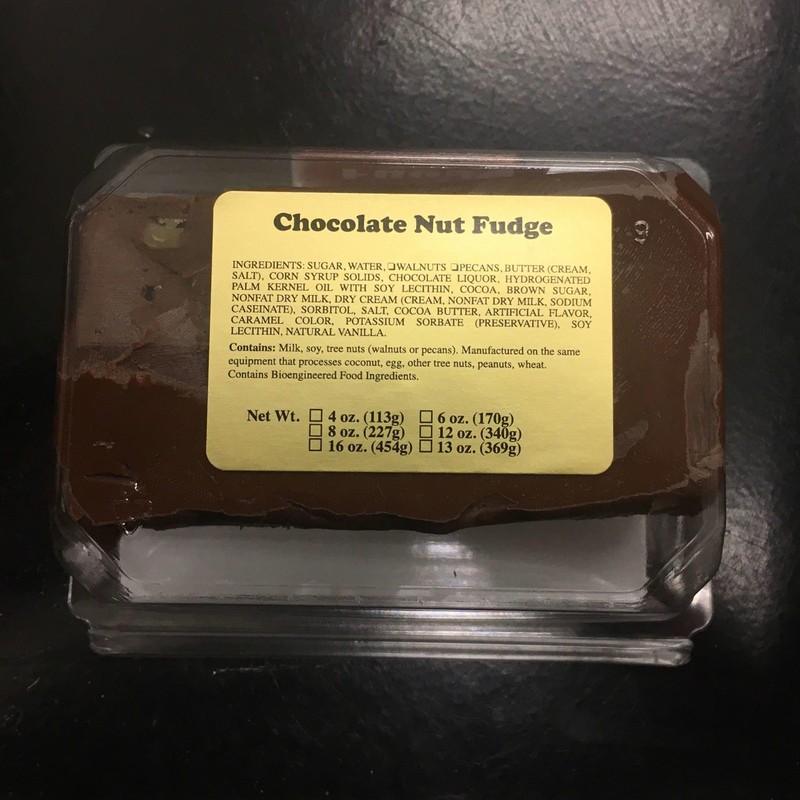 Chocolate Nut Fudge
INGREDIENTS: SUGAR, WATER, ❑WALNUTS ❑PECANS, BUTTER (CREAM,
SALT), CORN SYRUP SOLIDS, CHOCOLATE LIQUOR, HYDROGENATED
PALM KERNEL OIL WITH SOY LECITHIN, COCOA, BROWN SUGAR,
NONFAT DRY MILK, DRY CREAM (CREAM, NONFAT DRY MILK, SODIUM
CASEINATE), SORBITOL, SALT, COCOA BUTTER, ARTIFICIAL FLAVOR,
CARAMEL COLOR, POTASSIUM SORBATE (PRESERVATIVE), SOY
LECITHIN, NATURAL VANILLA.
Contains: Milk, soy, tree nuts (walnuts or pecans). Manufactured on the same
equipment that processes coconut, egg, other tree nuts, peanuts, wheat.
Contains Bioengineered Food Ingredients.
Net Wt. ☐ 4 oz. (113g) ☐ 6 oz. (170g)
☐ 8 oz. (227g) ☐ 12 oz. (340g)
☐ 16 oz. (454g) ☐ 13 oz. (369g)